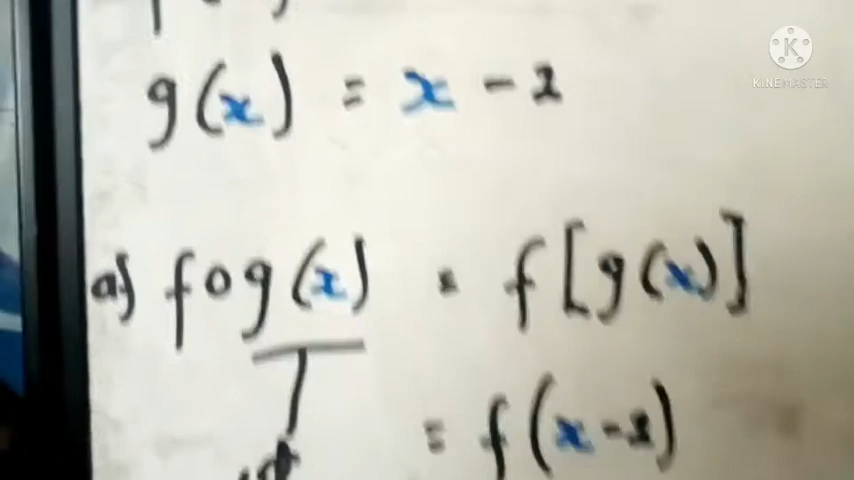 g(x) = x - 2
KINEMASTER
a) fog(x) = f[g(x)]
= f(x-2)